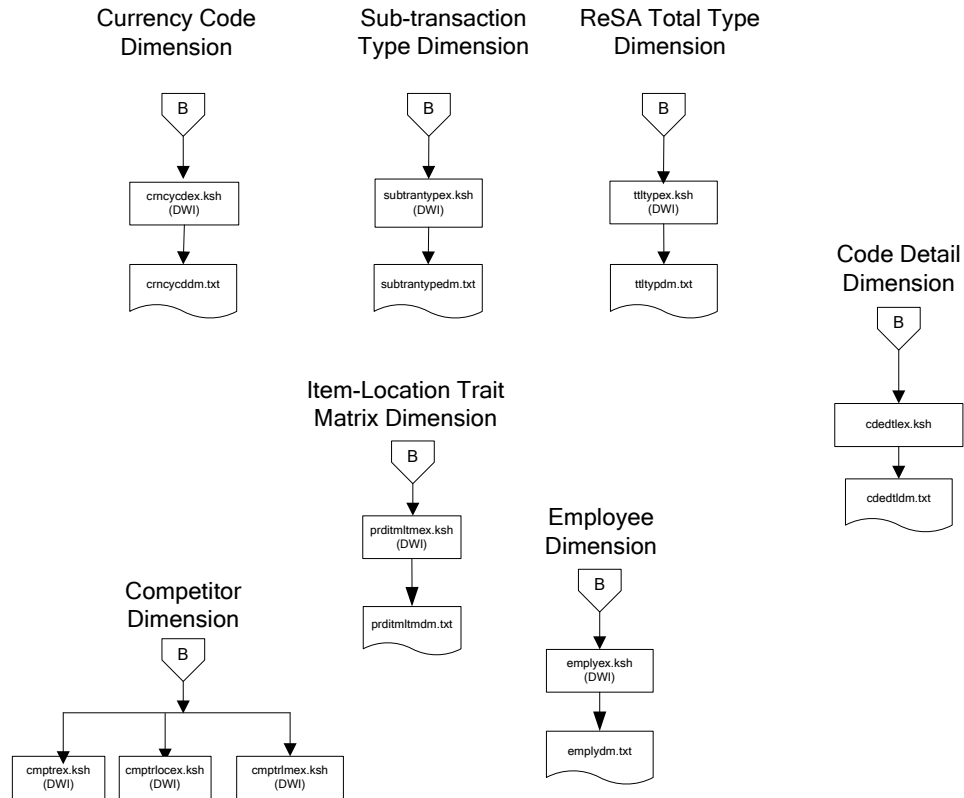 Currency Code
Dimension
B
crncycdex.ksh
(DWI)
crncycddm.txt
Sub-transaction
Type Dimension
B
subtrantypex.ksh
(DWI)
subtrantypedm.txt
ReSA Total Type
Dimension
B
ttltypex.ksh
(DWI)
ttltypdm.txt
Code Detail
Dimension
B
cdedtlex.ksh
cdedtldm.txt
Item-Location Trait
Matrix Dimension
B
prditmltmex.ksh
(DWI)
prditmltmdm.txt
Employee
Dimension
B
emplyex.ksh
(DWI)
emplydm.txt
Competitor
Dimension
B
cmptrex.ksh
(DWI)
cmptrlocex.ksh
(DWI)
cmptrlmex.ksh
(DWI)